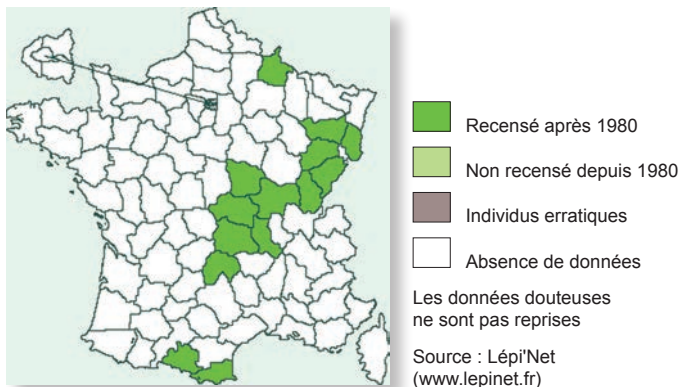 Recensé après 1980
Non recensé depuis 1980
Individus erratiques
Absence de données
Les données douteuses
ne sont pas reprises
Source : Lépi'Net
(www.lepinet.fr)